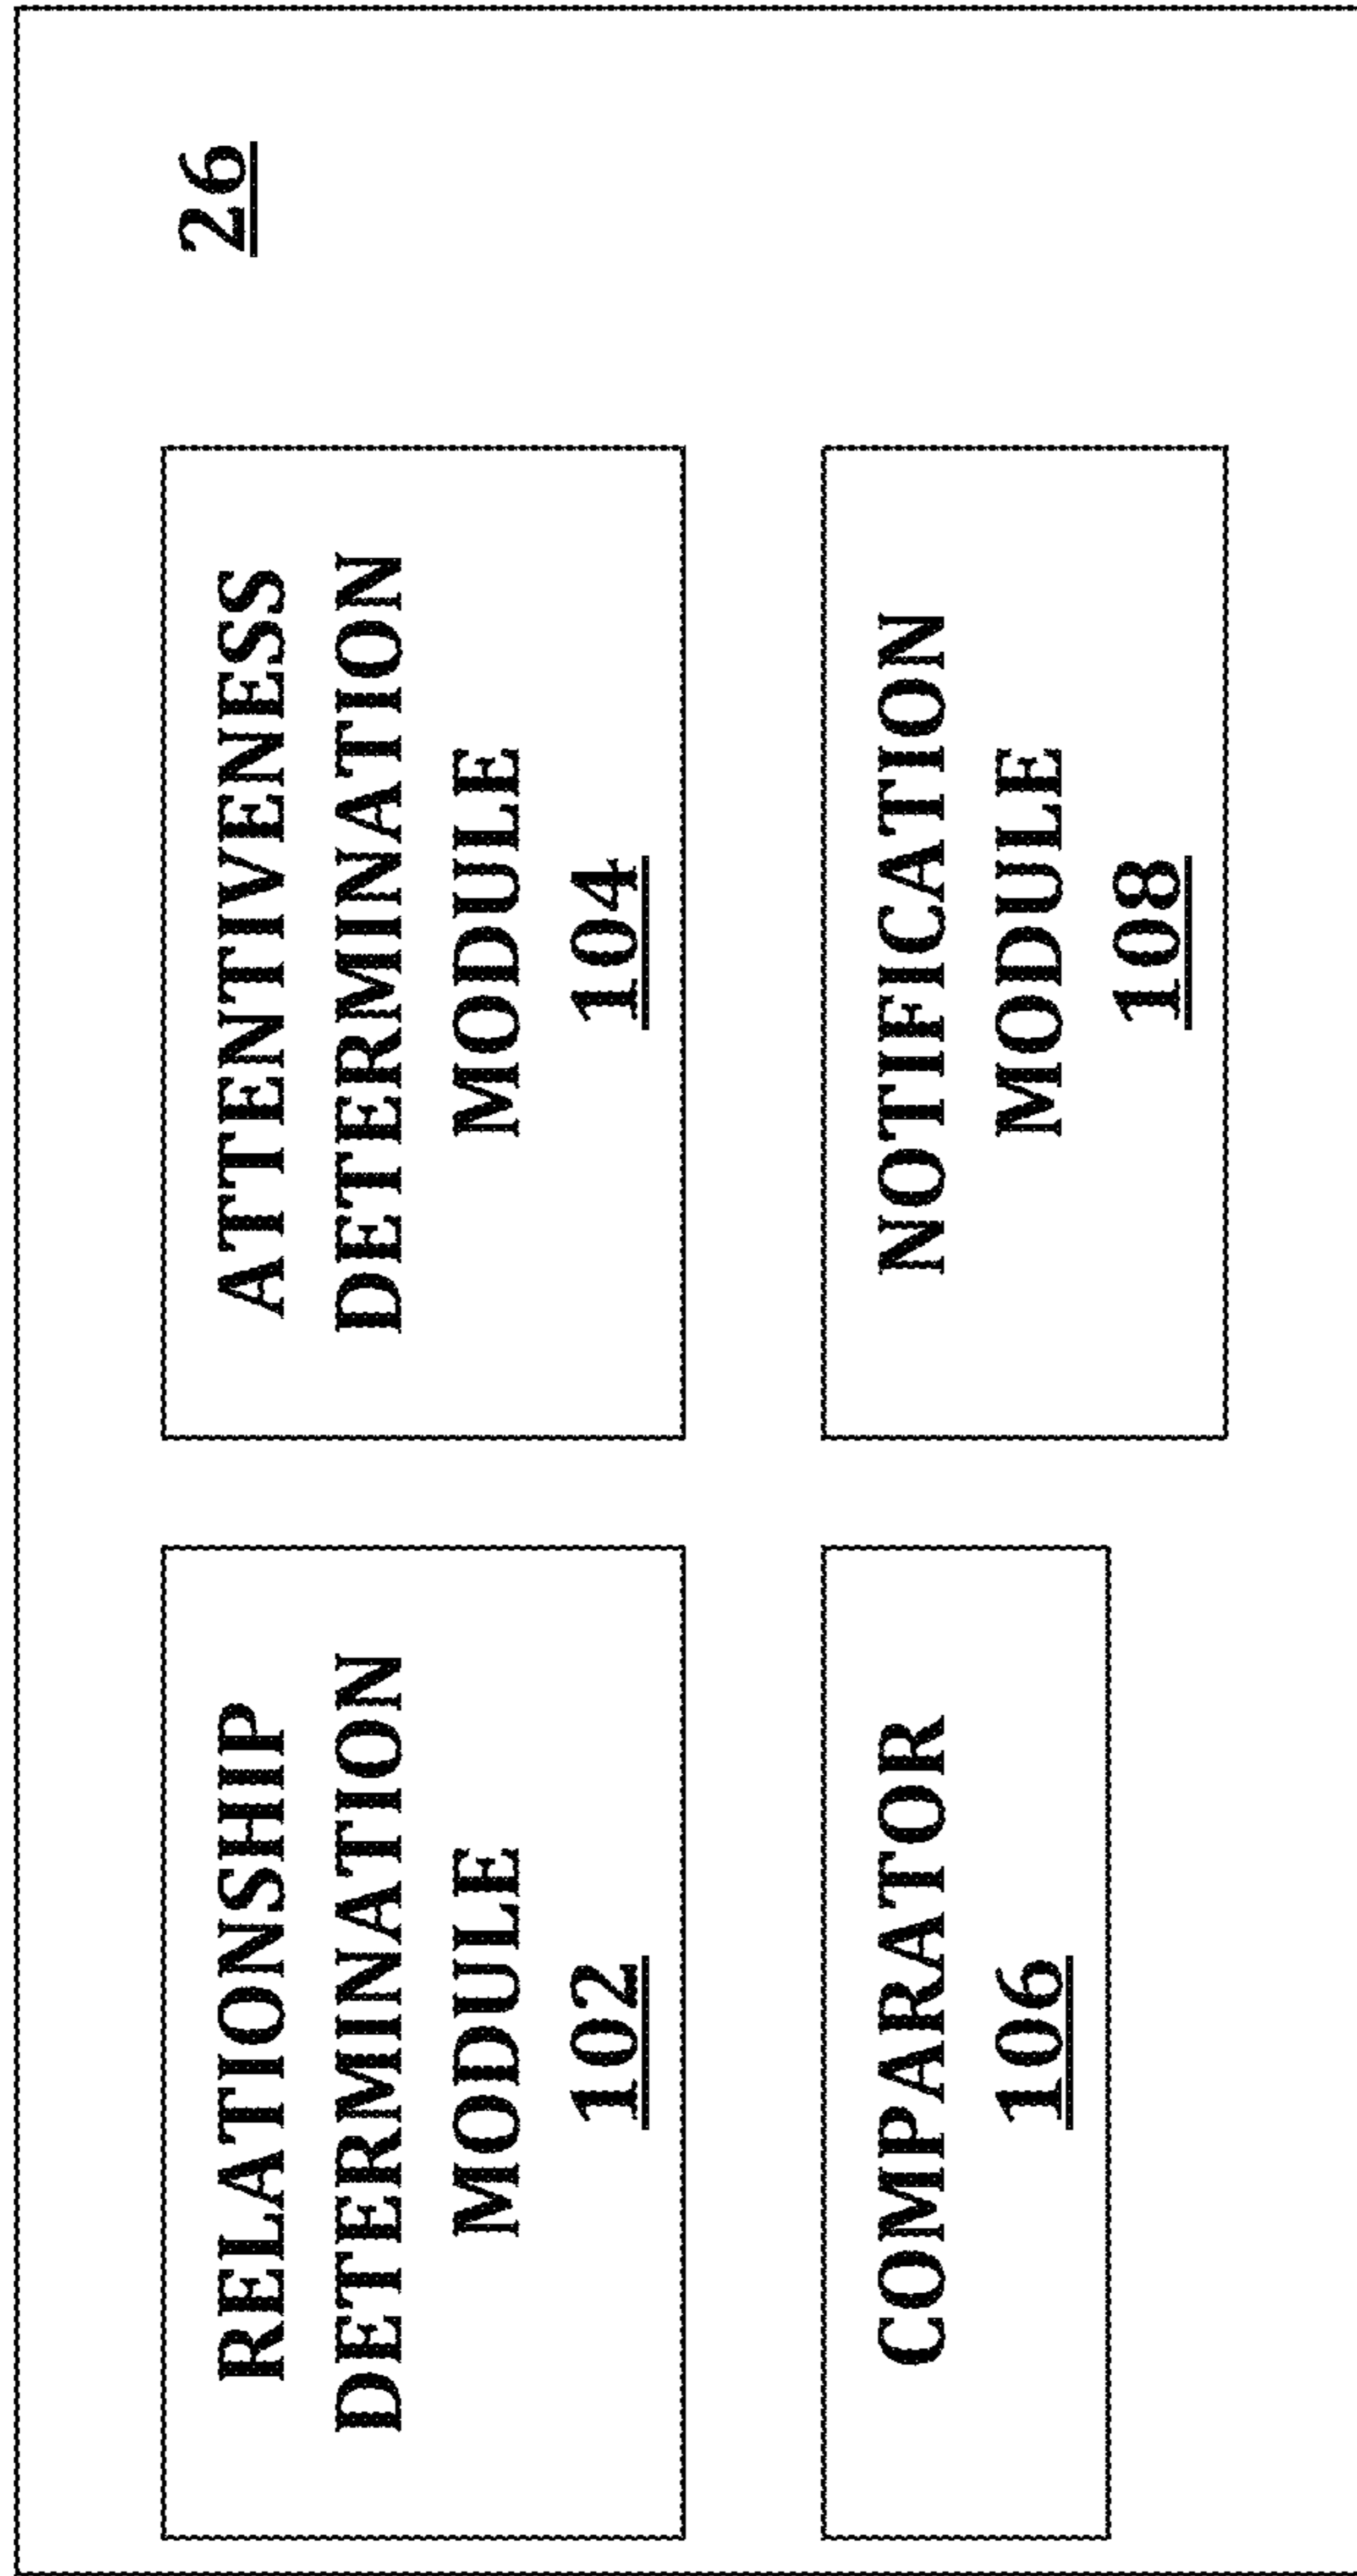 RELATIONSHIP
DETERMINATION
MODULE
102
ATTENTIVENESS
DETERMINATION
MODULE
104
26
COMPARATOR
106
NOTIFICATION
MODULE
108